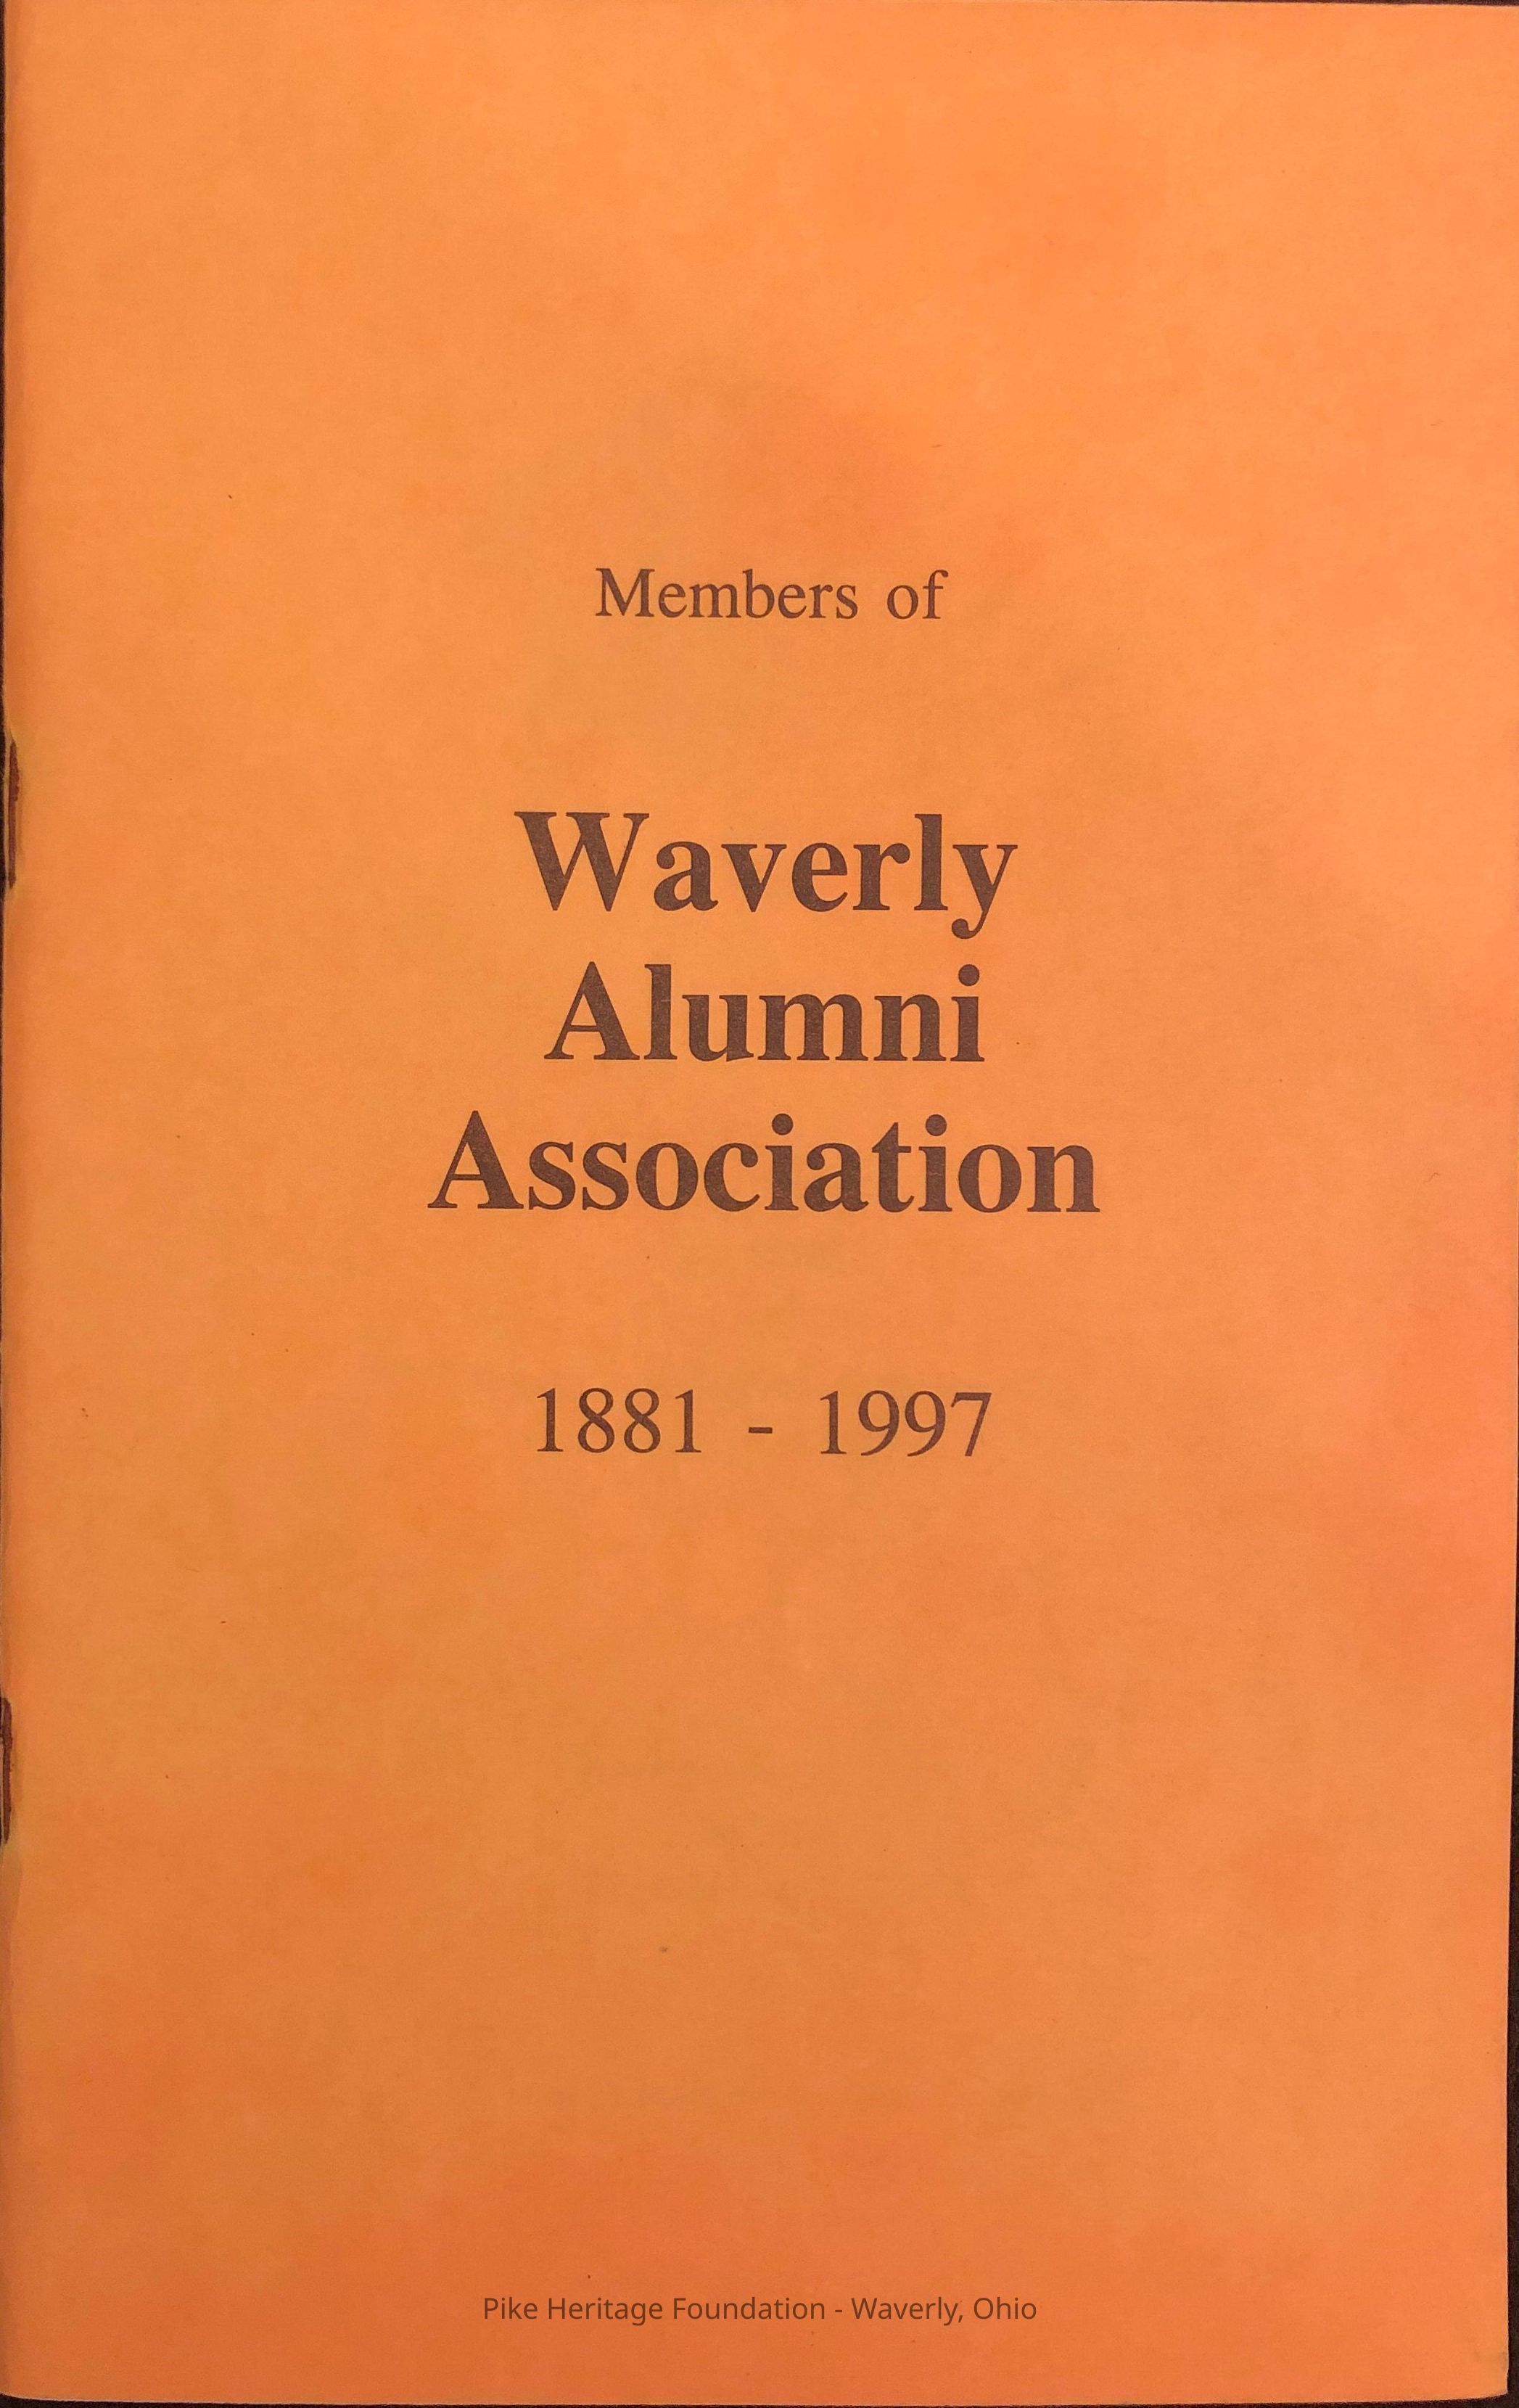 Members of
Waverly
Alumni
Association
1881 - 1997
Pike Heritage Foundation - Waverly, Ohio